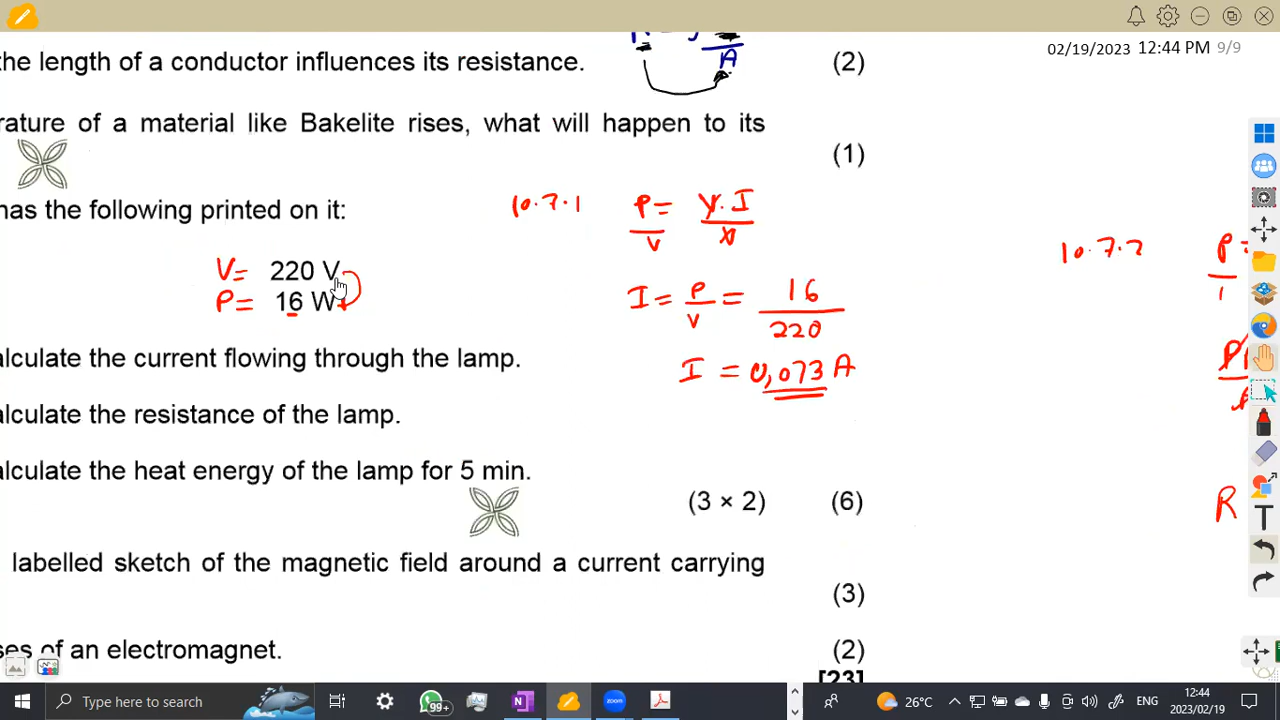 02/19/2023 12:44 PM 9/9
A
the length of a conductor influences its resistance. (2)
rature of a material like Bakelite rises, what will happen to its
(1)
has the following printed on it:
10.7.1 P = V.I
V V
V= 220 V
P= 16 W
I = P/V = 16/220
I = 0,073 A
10.7.2 P=
I
alculate the current flowing through the lamp.
alculate the resistance of the lamp.
alculate the heat energy of the lamp for 5 min.
(3 × 2) (6)
R
labelled sketch of the magnetic field around a current carrying
(3)
ses of an electromagnet. (2)
[23]
T
Type here to search
99+
26°C
ENG
12:44
2023/02/19